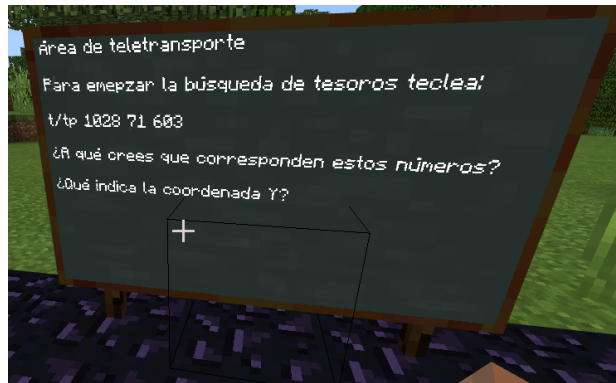 Área de teletransporte
Para emepzar la búsqueda de tesoros teclea:
t/tp 1028 71 603
¿A qué crees que corresponden estos números?
¿Qué indica la coordenada Y?